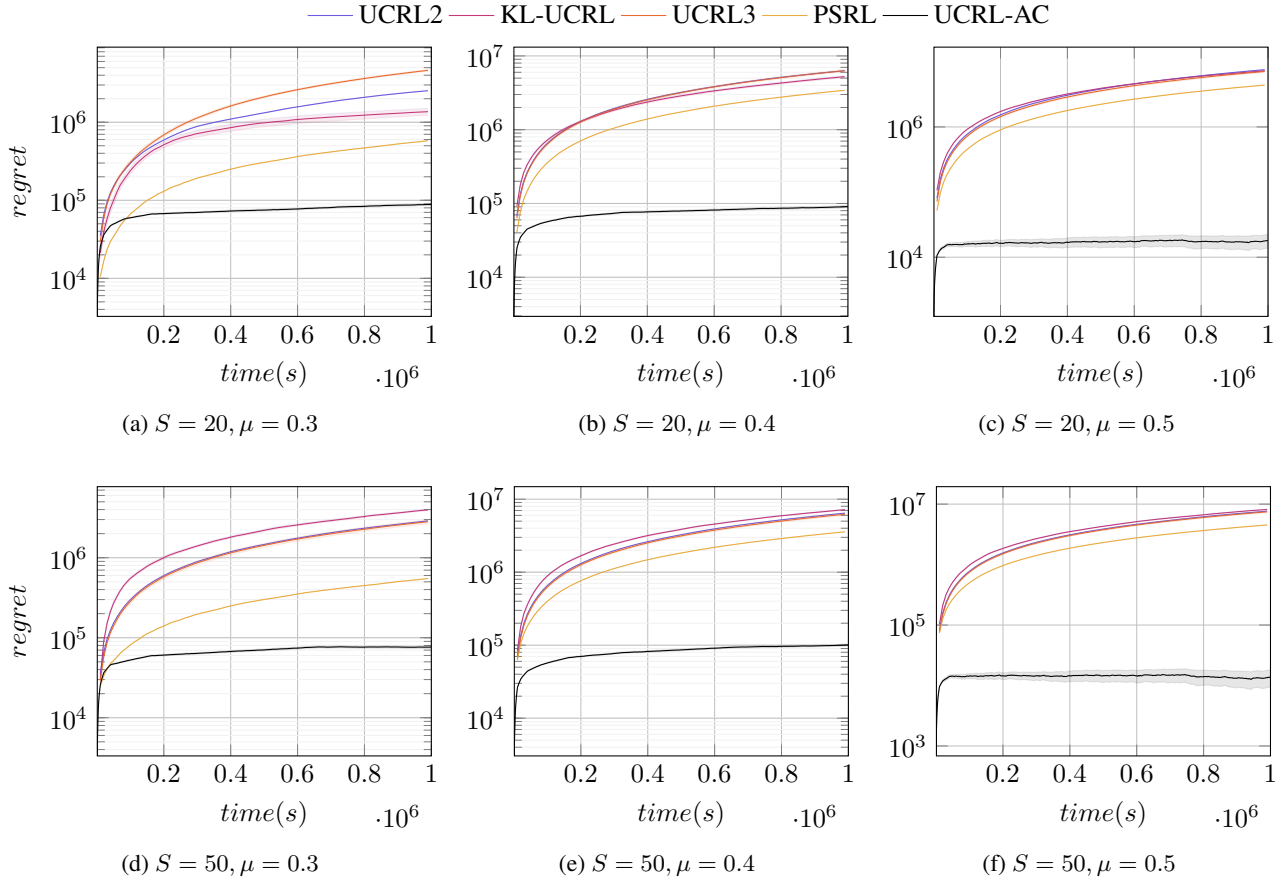 UCRL2 KL-UCRL UCRL3 PSRL UCRL-AC
regret
10^6
10^5
10^4
0.2 0.4 0.6 0.8 1
time(s) ·10^6
(a) S = 20, μ = 0.3
10^7
10^6
10^5
10^4
0.2 0.4 0.6 0.8 1
time(s) ·10^6
(b) S = 20, μ = 0.4
10^6
10^4
0.2 0.4 0.6 0.8 1
time(s) ·10^6
(c) S = 20, μ = 0.5
regret
10^6
10^5
10^4
0.2 0.4 0.6 0.8 1
time(s) ·10^6
(d) S = 50, μ = 0.3
10^7
10^6
10^5
10^4
0.2 0.4 0.6 0.8 1
time(s) ·10^6
(e) S = 50, μ = 0.4
10^7
10^5
10^3
0.2 0.4 0.6 0.8 1
time(s) ·10^6
(f) S = 50, μ = 0.5